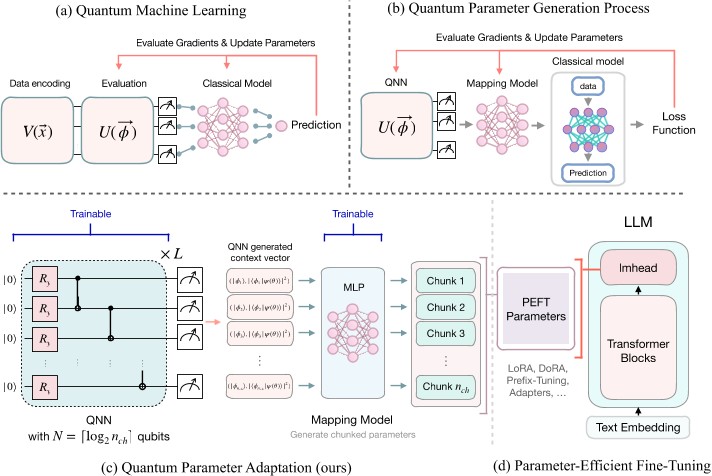 (a) Quantum Machine Learning
Evaluate Gradients & Update Parameters
Data encoding
Evaluation
Classical Model
V(x⃗)
U(ϕ⃗)
Prediction
(b) Quantum Parameter Generation Process
Evaluate Gradients & Update Parameters
QNN
Mapping Model
Classical model
U(ϕ⃗)
data
Prediction
Loss
Function
Trainable
× L
|0⟩ R_y
|0⟩ R_y
|0⟩ R_y
|0⟩ R_y
QNN
with N = ⌈log₂ n_ch⌉ qubits
QNN generated
context vector
Trainable
MLP
Mapping Model
Generate chunked parameters
Chunk 1
Chunk 2
Chunk 3
Chunk n_ch
(c) Quantum Parameter Adaptation (ours)
PEFT
Parameters
LoRA, DoRA,
Prefix-Tuning,
Adapters, ...
LLM
lmhead
Transformer
Blocks
Text Embedding
(d) Parameter-Efficient Fine-Tuning